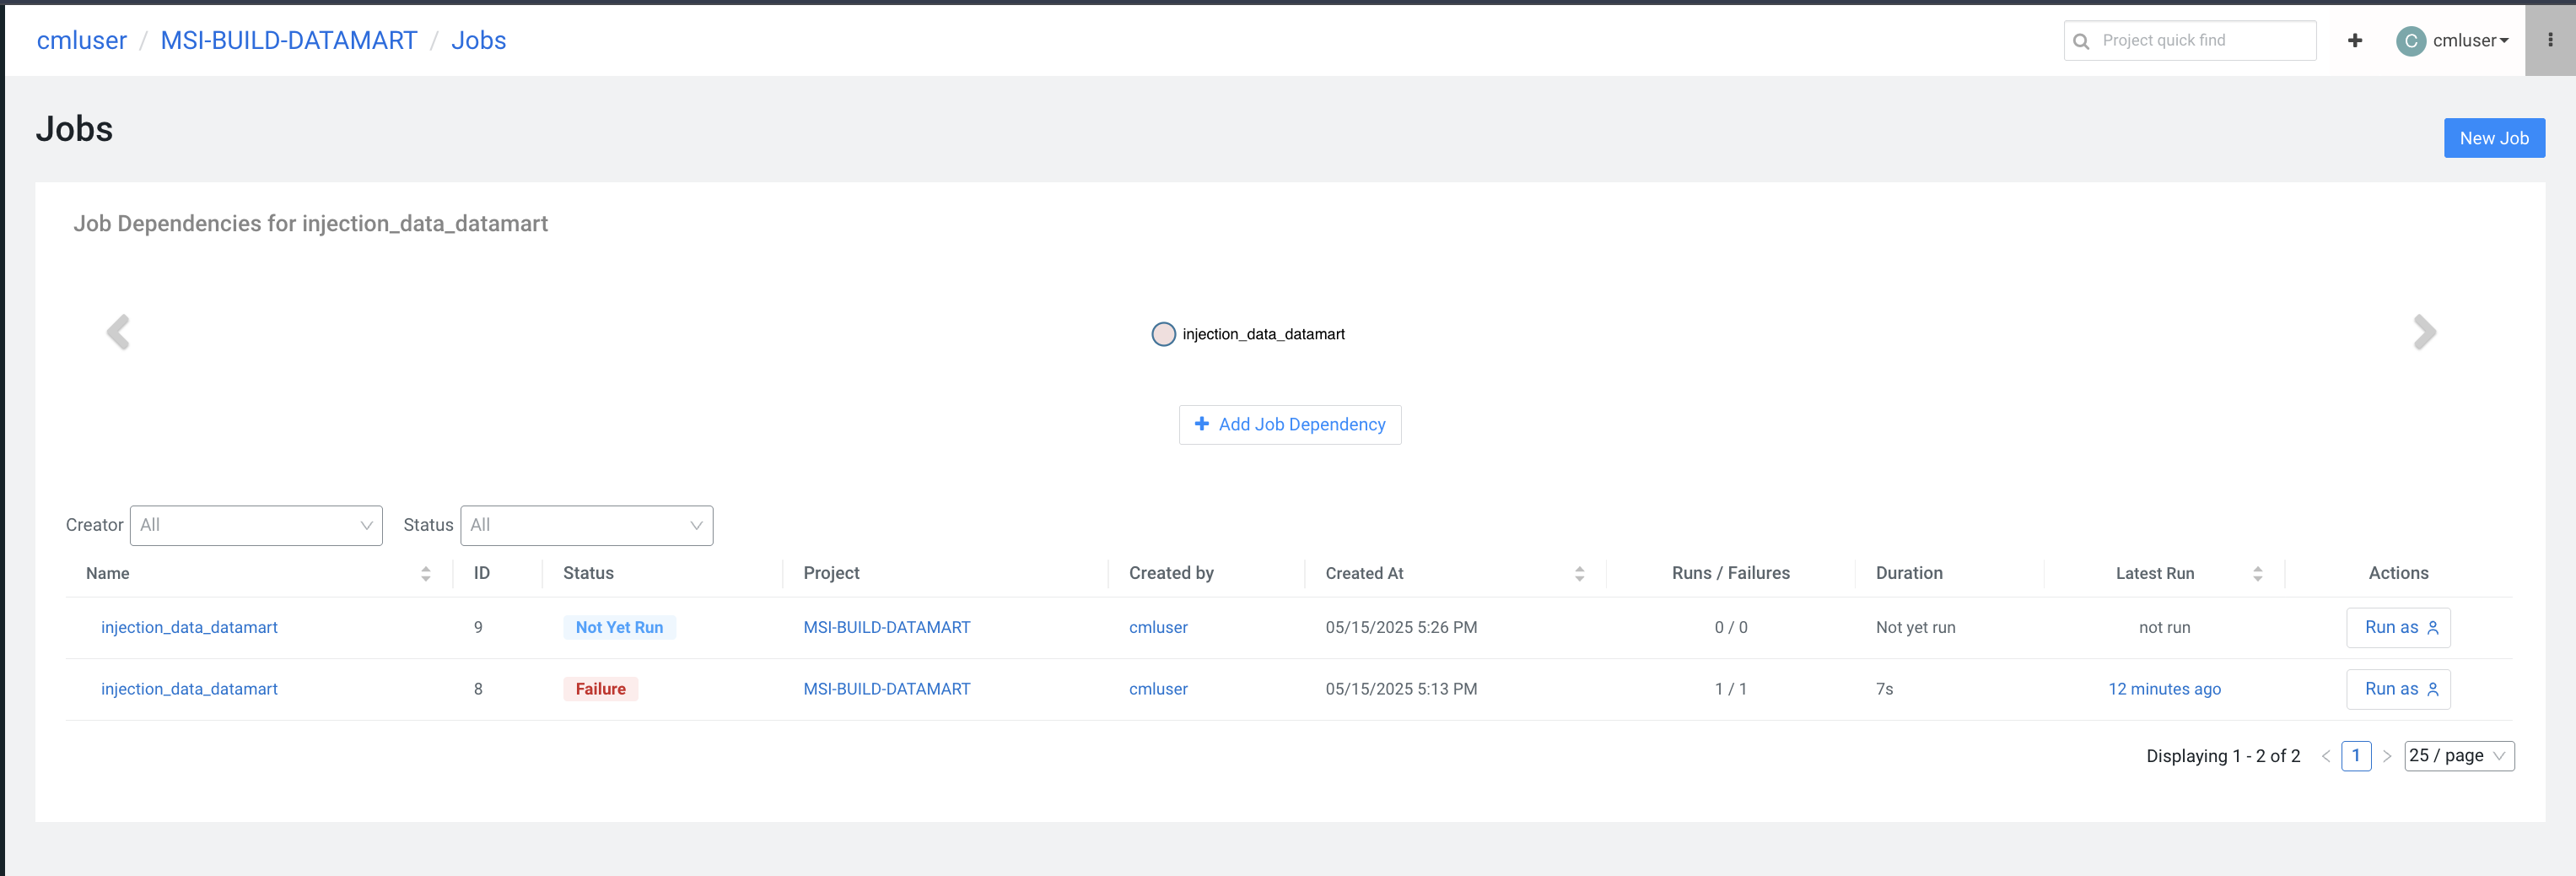 cmluser / MSI-BUILD-DATAMART / Jobs
Project quick find
C cmluser
Jobs
New Job
Job Dependencies for injection_data_datamart
injection_data_datamart
Add Job Dependency
Creator All Status All
Name ID Status Project Created by Created At Runs / Failures Duration Latest Run Actions
injection_data_datamart 9 Not Yet Run MSI-BUILD-DATAMART cmluser 05/15/2025 5:26 PM 0 / 0 Not yet run not run Run as
injection_data_datamart 8 Failure MSI-BUILD-DATAMART cmluser 05/15/2025 5:13 PM 1 / 1 7s 12 minutes ago Run as
Displaying 1 - 2 of 2 < 1 > 25 / page